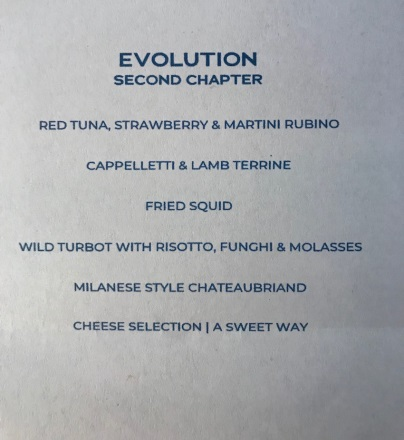 EVOLUTION
SECOND CHAPTER
RED TUNA, STRAWBERRY & MARTINI RUBINO
CAPPELLETTI & LAMB TERRINE
FRIED SQUID
WILD TURBOT WITH RISOTTO, FUNGHI & MOLASSES
MILANESE STYLE CHATEAUBRIAND
CHEESE SELECTION | A SWEET WAY